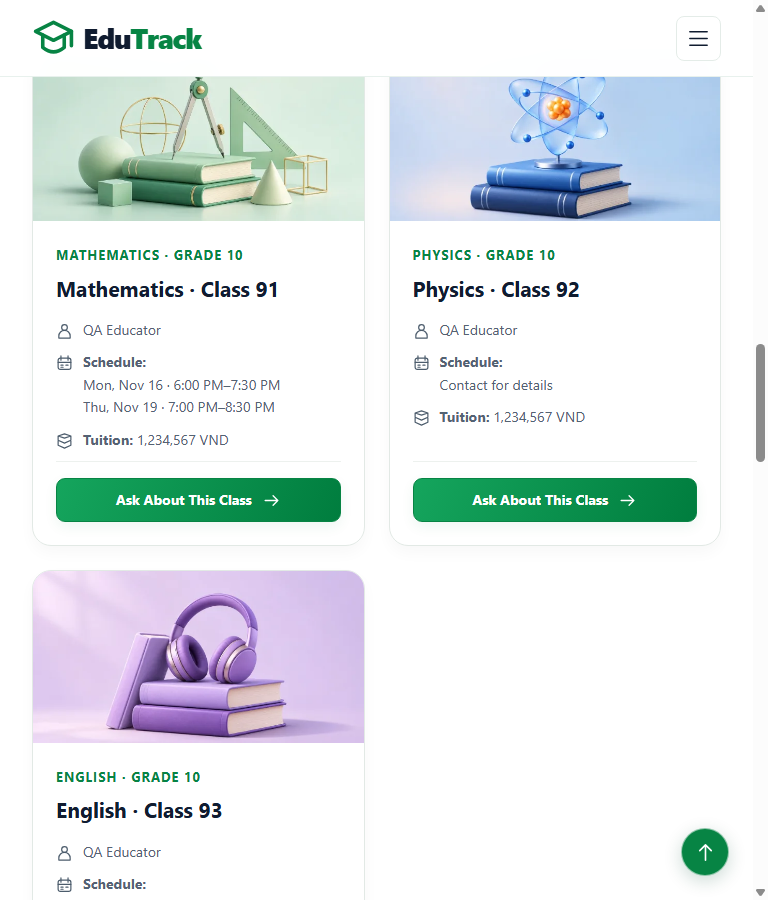 EduTrack
MATHEMATICS · GRADE 10
Mathematics · Class 91
QA Educator
Schedule:
Mon, Nov 16 · 6:00 PM–7:30 PM
Thu, Nov 19 · 7:00 PM–8:30 PM
Tuition: 1,234,567 VND
Ask About This Class →
PHYSICS · GRADE 10
Physics · Class 92
QA Educator
Schedule:
Contact for details
Tuition: 1,234,567 VND
Ask About This Class →
ENGLISH · GRADE 10
English · Class 93
QA Educator
Schedule: